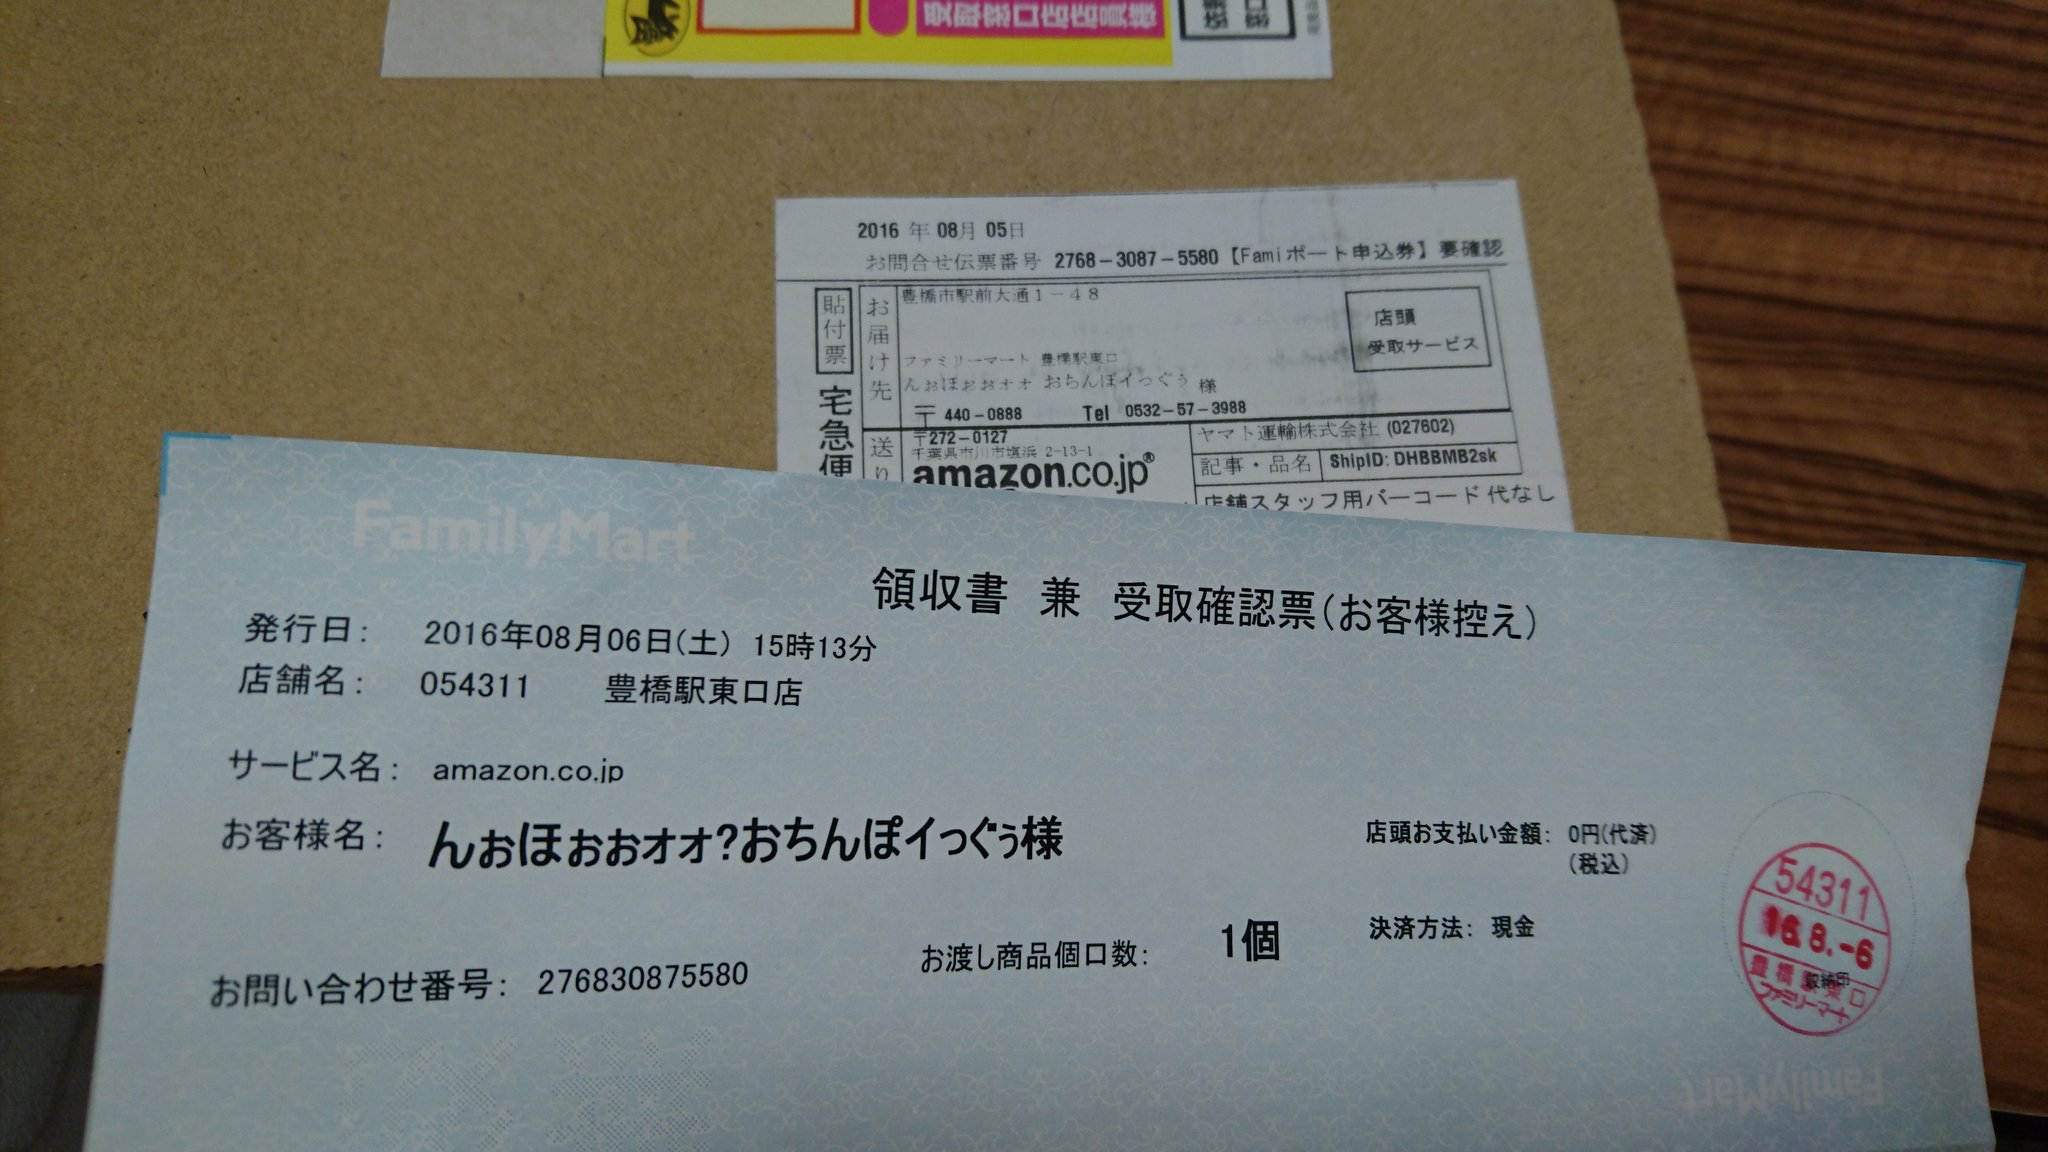 受取窓口店店員様
2016 年 08月 05日
お問合せ伝票番号 2768-3087-5580【Famiポート申込券】要確認
貼付票
宅急便
お届け先
豊橋市駅前大通1-48
店頭
受取サービス
ファミリーマート 豊橋駅東口
んぉほぉぉォォ おちんぽイっぐぅ 様
〒 440-0888 Tel 0532-57-3988
送り
〒272-0127
千葉県市川市塩浜 2-13-1
amazon.co.jp®
ヤマト運輸株式会社 (027602)
記事・品名 ShipID: DHBBMB2sk
店舗スタッフ用バーコード 代なし
FamilyMart
領収書 兼 受取確認票(お客様控え)
発行日: 2016年08月06日(土) 15時13分
店舗名: 054311 豊橋駅東口店
サービス名: amazon.co.jp
お客様名: んぉほぉぉォォ?おちんぽイっぐぅ様
店頭お支払い金額: 0円(代済)
(税込)
決済方法: 現金
お渡し商品個口数: 1個
お問い合わせ番号: 276830875580
54311
16.8.-6
収納印
豊橋駅東口
ファミリーマート
FamilyMart